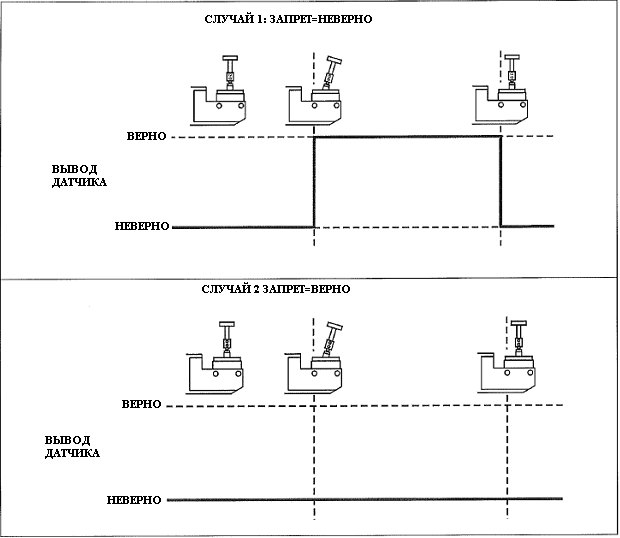 СЛУЧАЙ 1: ЗАПРЕТ=НЕВЕРНО
ВЕРНО
ВЫВОД
ДАТЧИКА
НЕВЕРНО
СЛУЧАЙ 2 ЗАПРЕТ=ВЕРНО
ВЕРНО
ВЫВОД
ДАТЧИКА
НЕВЕРНО